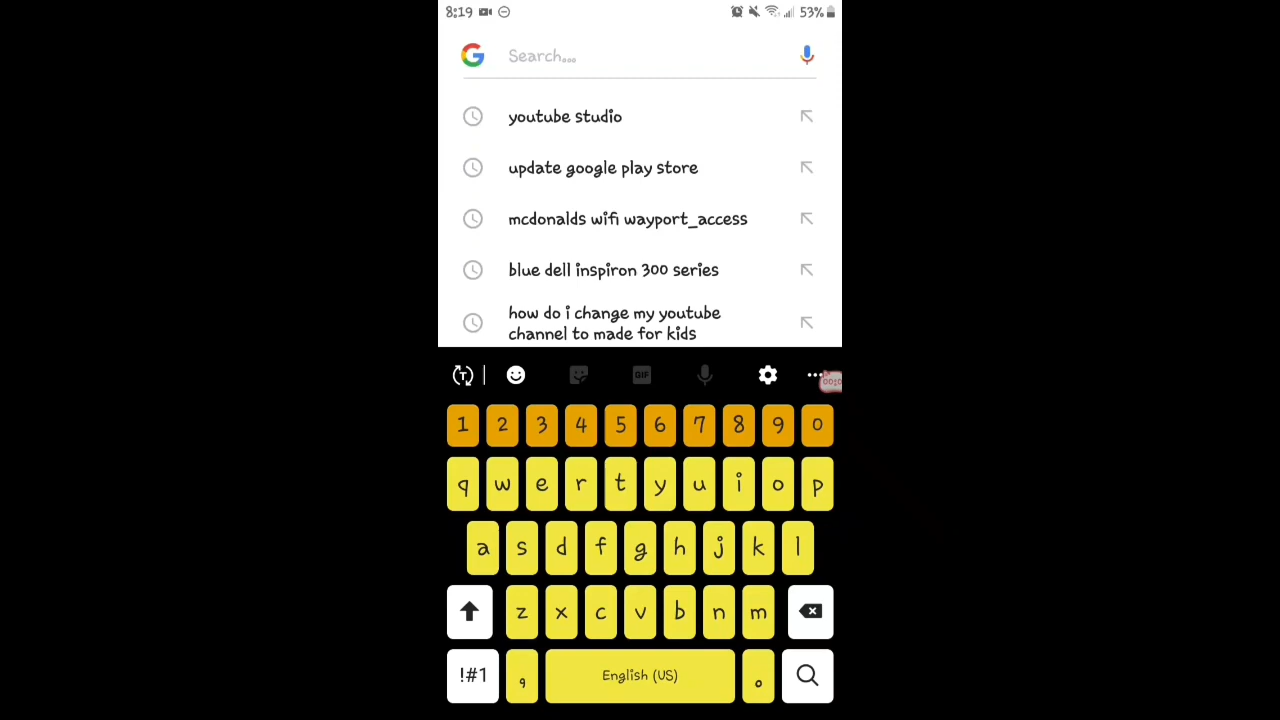 8:19 53%
Search...
youtube studio
update google play store
mcdonalds wifi wayport_access
blue dell inspiron 300 series
how do i change my youtube
channel to made for kids
T GIF ...
1 2 3 4 5 6 7 8 9 0
q w e r t y u i o p
a s d f g h j k l
z x c v b n m
!#1 , English (US) .